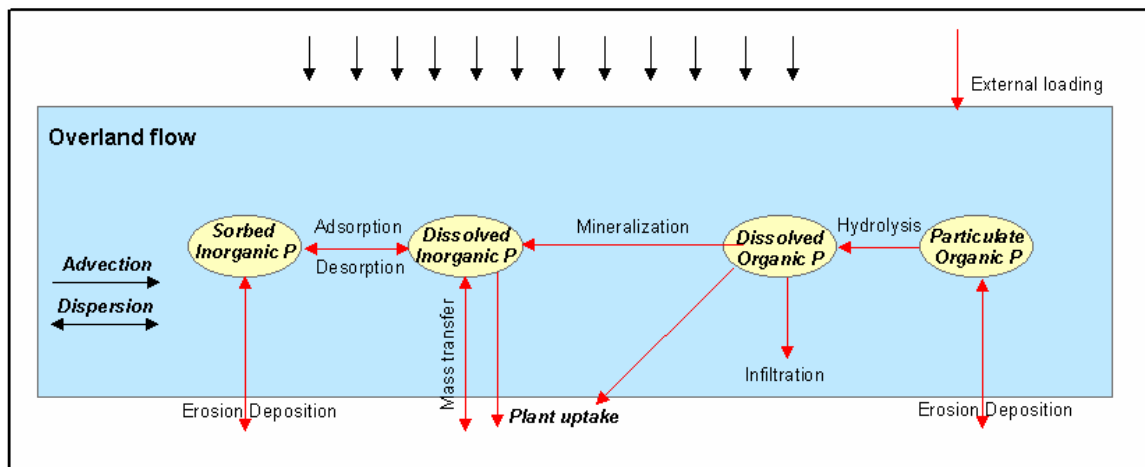 External loading
Overland flow
Sorbed
Inorganic P
Adsorption
Desorption
Dissolved
Inorganic P
Mineralization
Dissolved
Organic P
Hydrolysis
Particulate
Organic P
Advection
Dispersion
Mass transfer
Infiltration
Erosion Deposition
Plant uptake
Erosion Deposition